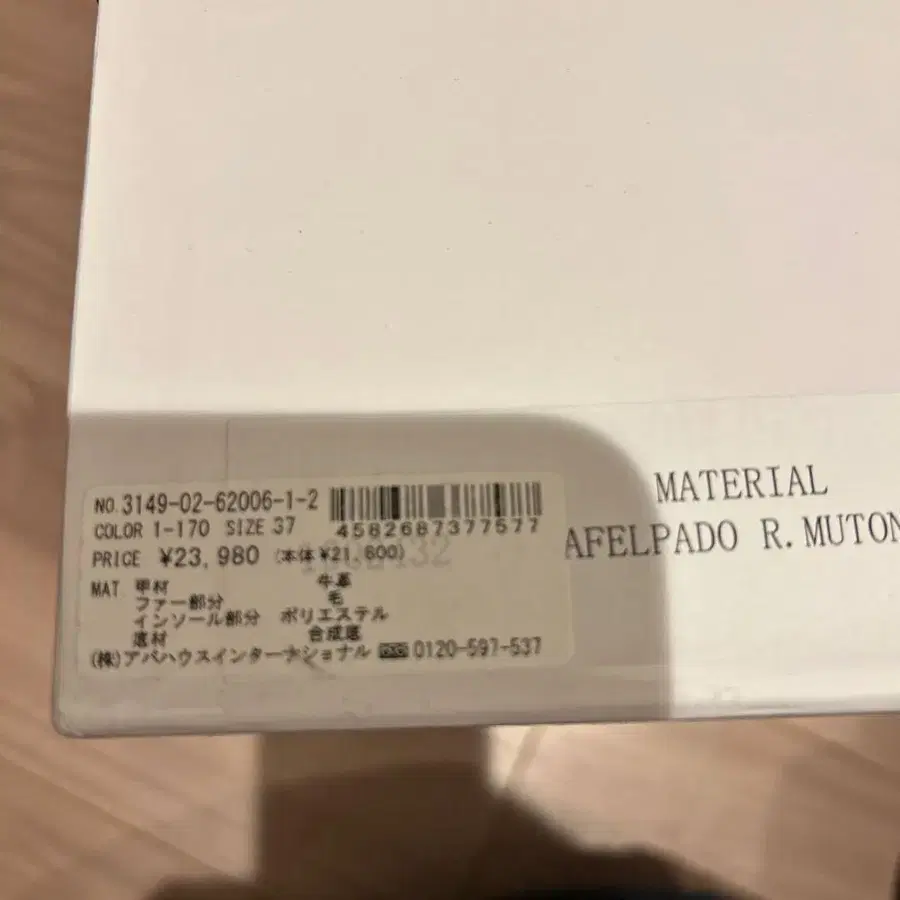 NO. 3149-02-62006-1-2
COLOR 1-170 SIZE 37
4582687377577
PRICE ¥23,980 (本体¥21,800)
MAT 甲材 牛革
ファー部分 毛
インソール部分 ポリエステル
底材 合成底
(株)アバハウスインターナショナル 0120-597-537
MATERIAL
AFELPADO R.MUTON